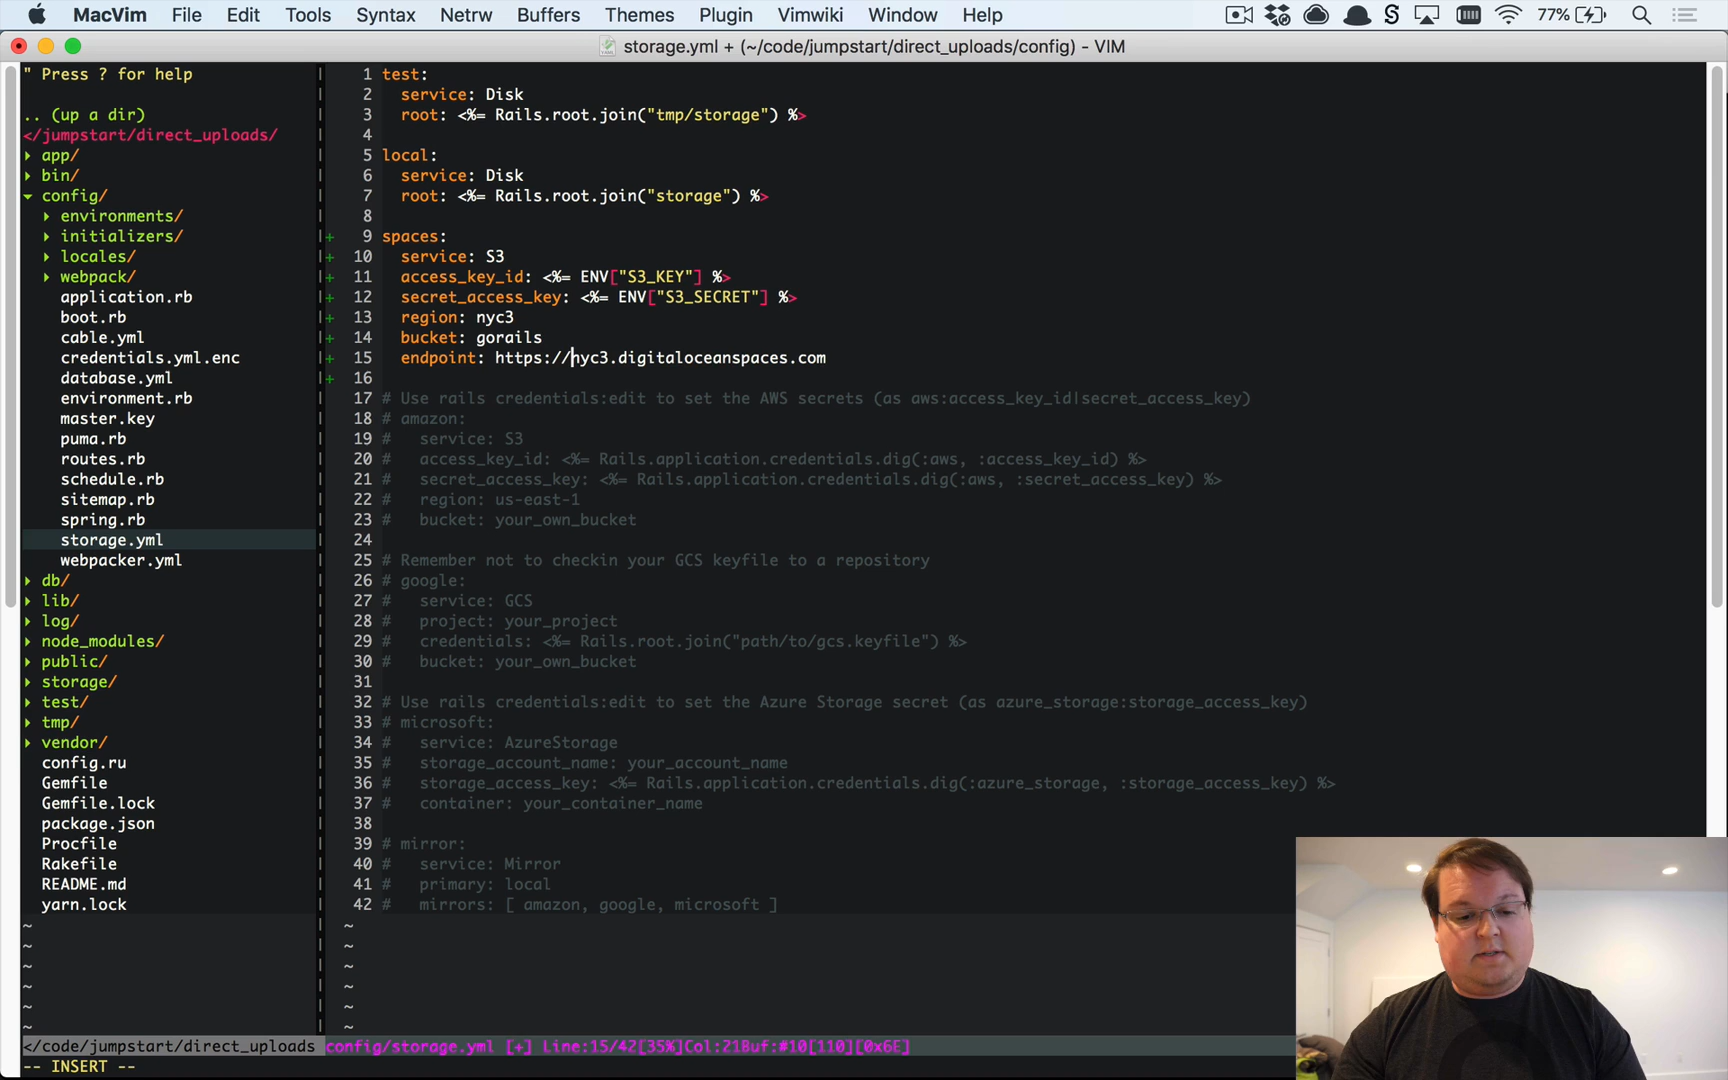 MacVim File Edit Tools Syntax Netrw Buffers Themes Plugin Vimwiki Window Help 77%
storage.yml + (~/code/jumpstart/direct_uploads/config) - VIM
" Press ? for help
.. (up a dir)
</jumpstart/direct_uploads/
▸ app/
▸ bin/
▾ config/
▸ environments/
▸ initializers/
▸ locales/
▸ webpack/
application.rb
boot.rb
cable.yml
credentials.yml.enc
database.yml
environment.rb
master.key
puma.rb
routes.rb
schedule.rb
sitemap.rb
spring.rb
storage.yml
webpacker.yml
▸ db/
▸ lib/
▸ log/
▸ node_modules/
▸ public/
▸ storage/
▸ test/
▸ tmp/
▸ vendor/
config.ru
Gemfile
Gemfile.lock
package.json
Procfile
Rakefile
README.md
yarn.lock
~
~
~
~
~
~
1 test:
2   service: Disk
3   root: <%= Rails.root.join("tmp/storage") %>
4
5 local:
6   service: Disk
7   root: <%= Rails.root.join("storage") %>
8
+ 9 spaces:
+ 10   service: S3
+ 11   access_key_id: <%= ENV["S3_KEY"] %>
+ 12   secret_access_key: <%= ENV["S3_SECRET"] %>
+ 13   region: nyc3
+ 14   bucket: gorails
+ 15   endpoint: https://nyc3.digitaloceanspaces.com
+ 16
17 # Use rails credentials:edit to set the AWS secrets (as aws:access_key_id|secret_access_key)
18 # amazon:
19 #   service: S3
20 #   access_key_id: <%= Rails.application.credentials.dig(:aws, :access_key_id) %>
21 #   secret_access_key: <%= Rails.application.credentials.dig(:aws, :secret_access_key) %>
22 #   region: us-east-1
23 #   bucket: your_own_bucket
24
25 # Remember not to checkin your GCS keyfile to a repository
26 # google:
27 #   service: GCS
28 #   project: your_project
29 #   credentials: <%= Rails.root.join("path/to/gcs.keyfile") %>
30 #   bucket: your_own_bucket
31
32 # Use rails credentials:edit to set the Azure Storage secret (as azure_storage:storage_access_key)
33 # microsoft:
34 #   service: AzureStorage
35 #   storage_account_name: your_account_name
36 #   storage_access_key: <%= Rails.application.credentials.dig(:azure_storage, :storage_access_key) %>
37 #   container: your_container_name
38
39 # mirror:
40 #   service: Mirror
41 #   primary: local
42 #   mirrors: [ amazon, google, microsoft ]
~
~
~
~
~
~
</code/jumpstart/direct_uploads config/storage.yml [+] Line:15/42[35%]Col:21Buf:#10[110][0x6E]
-- INSERT --